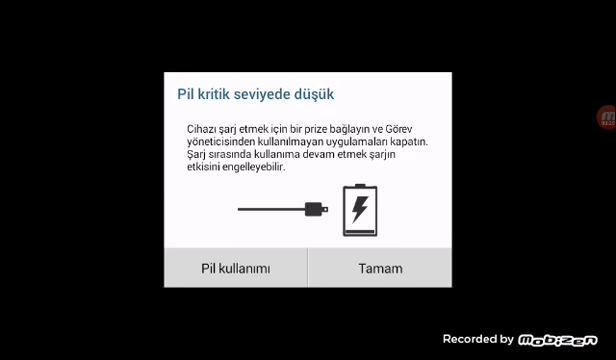 Pil kritik seviyede düşük
Cihazı şarj etmek için bir prize bağlayın ve Görev
yöneticisinden kullanılmayan uygulamaları kapatın.
Şarj sırasında kullanıma devam etmek şarjın
etkisini engelleyebilir.
Pil kullanımı
Tamam
Recorded by mobizen